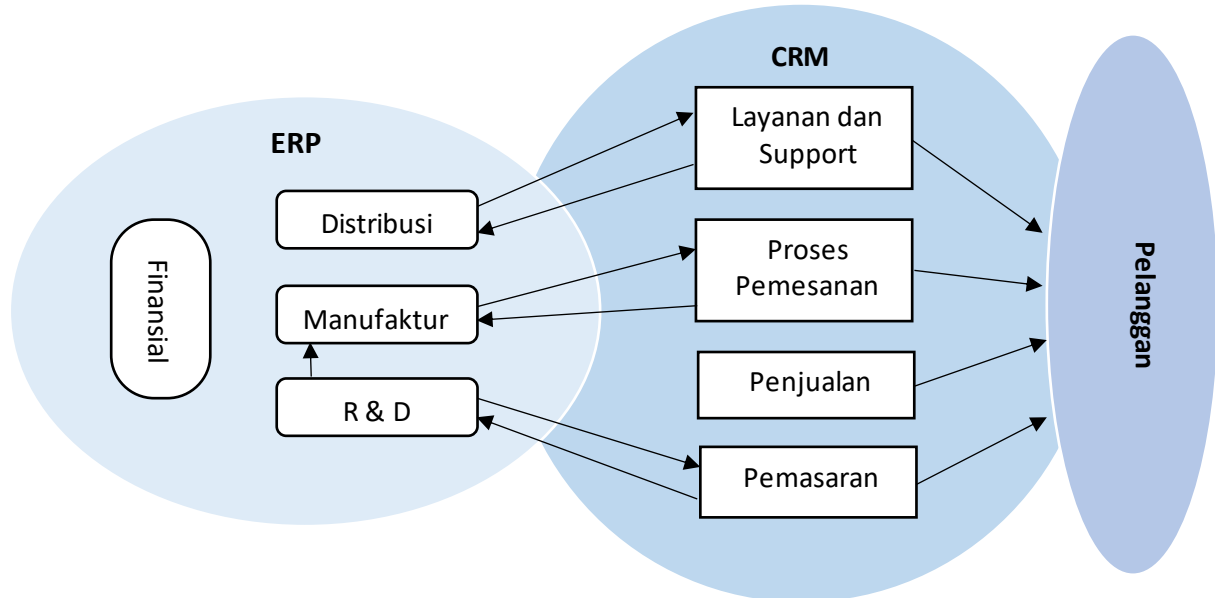 ERP
Finansial
Distribusi
Manufaktur
R & D
CRM
Layanan dan
Support
Proses
Pemesanan
Penjualan
Pemasaran
Pelanggan